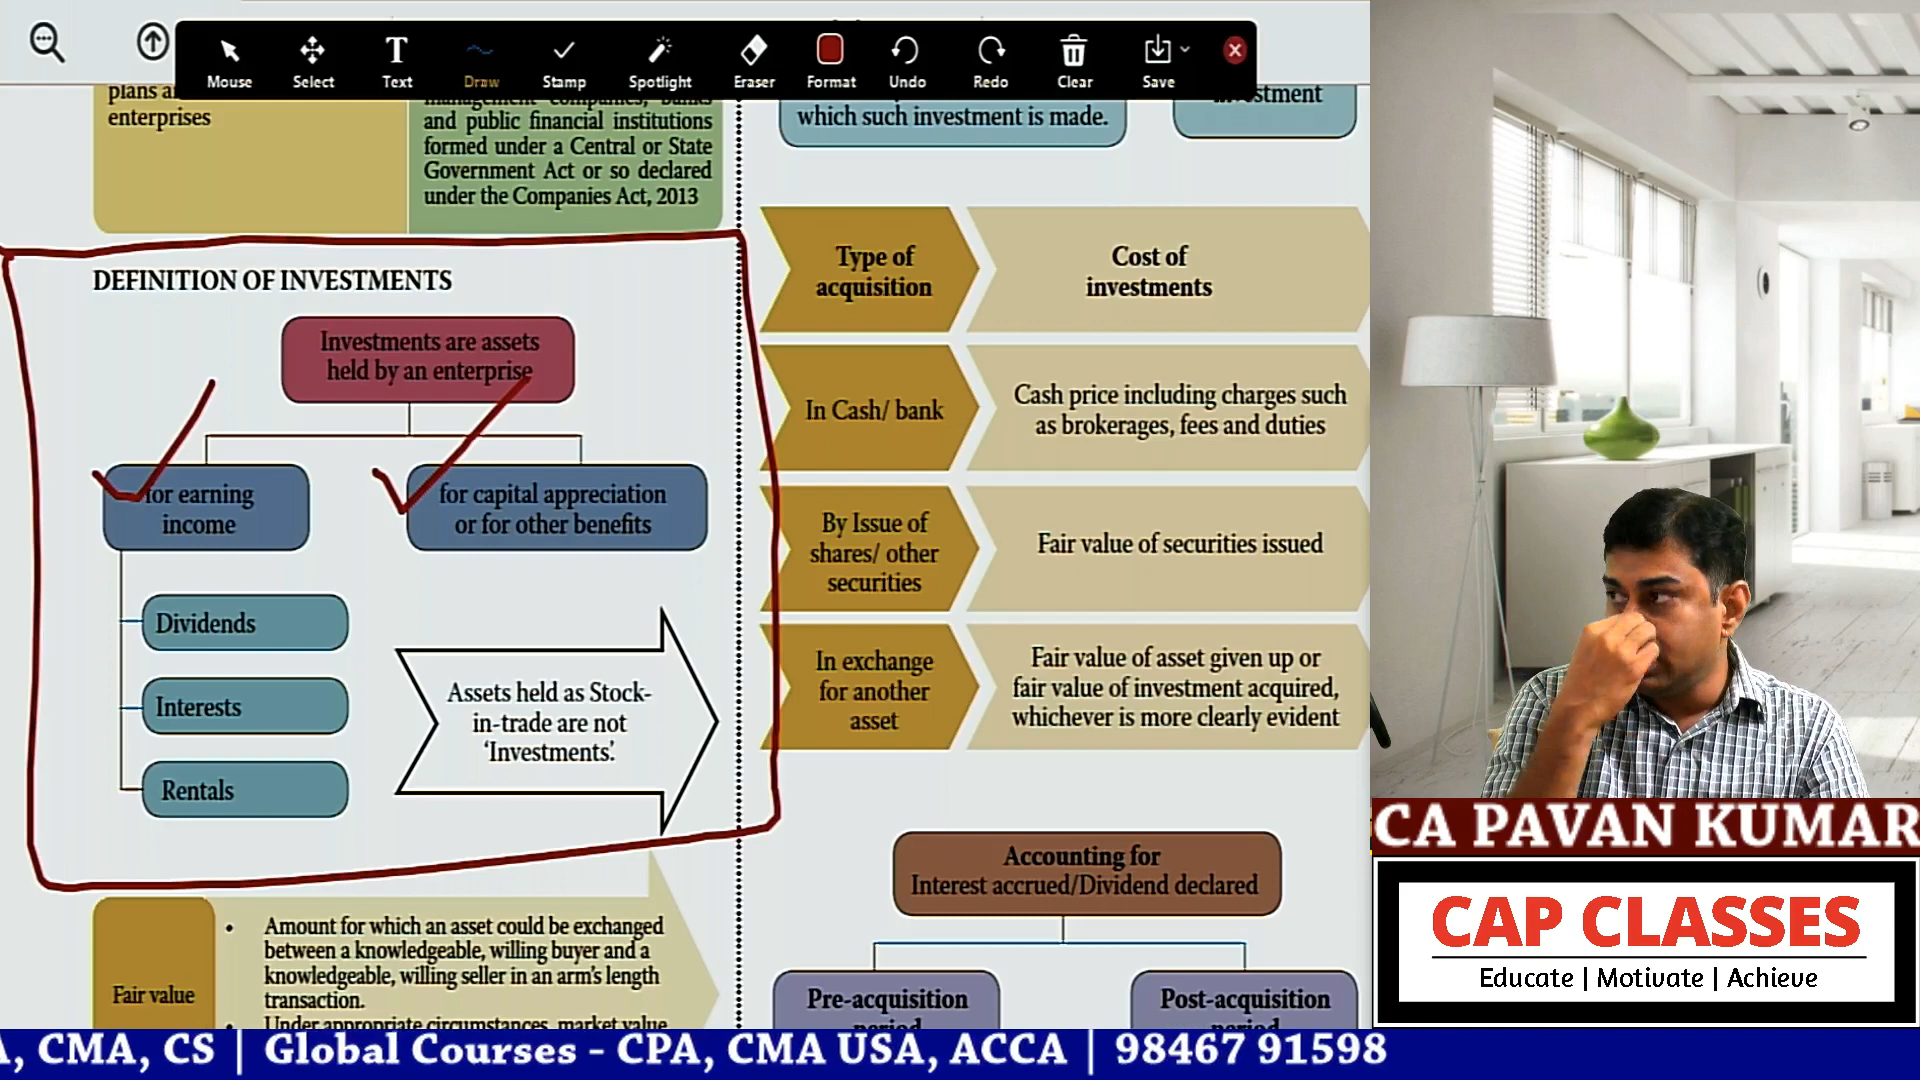 Mouse
Select
Text
Draw
Stamp
Spotlight
Eraser
Format
Undo
Redo
Clear
Save
enterprises
and public financial institutions
formed under a Central or State
Government Act or so declared
under the Companies Act, 2013
DEFINITION OF INVESTMENTS
Investments are assets
held by an enterprise
for earning
income
for capital appreciation
or for other benefits
Dividends
Interests
Rentals
Assets held as Stock-
in-trade are not
‘Investments’.
Fair value
• Amount for which an asset could be exchanged
between a knowledgeable, willing buyer and a
knowledgeable, willing seller in an arm's length
transaction.
• Under appropriate circumstances, market value
which such investment is made.
Type of
acquisition
Cost of
investments
In Cash/ bank
Cash price including charges such
as brokerages, fees and duties
By Issue of
shares/ other
securities
Fair value of securities issued
In exchange
for another
asset
Fair value of asset given up or
fair value of investment acquired,
whichever is more clearly evident
Accounting for
Interest accrued/Dividend declared
Pre-acquisition
period
Post-acquisition
period
CA PAVAN KUMAR
CAP CLASSES
Educate | Motivate | Achieve
A, CMA, CS | Global Courses - CPA, CMA USA, ACCA | 98467 91598